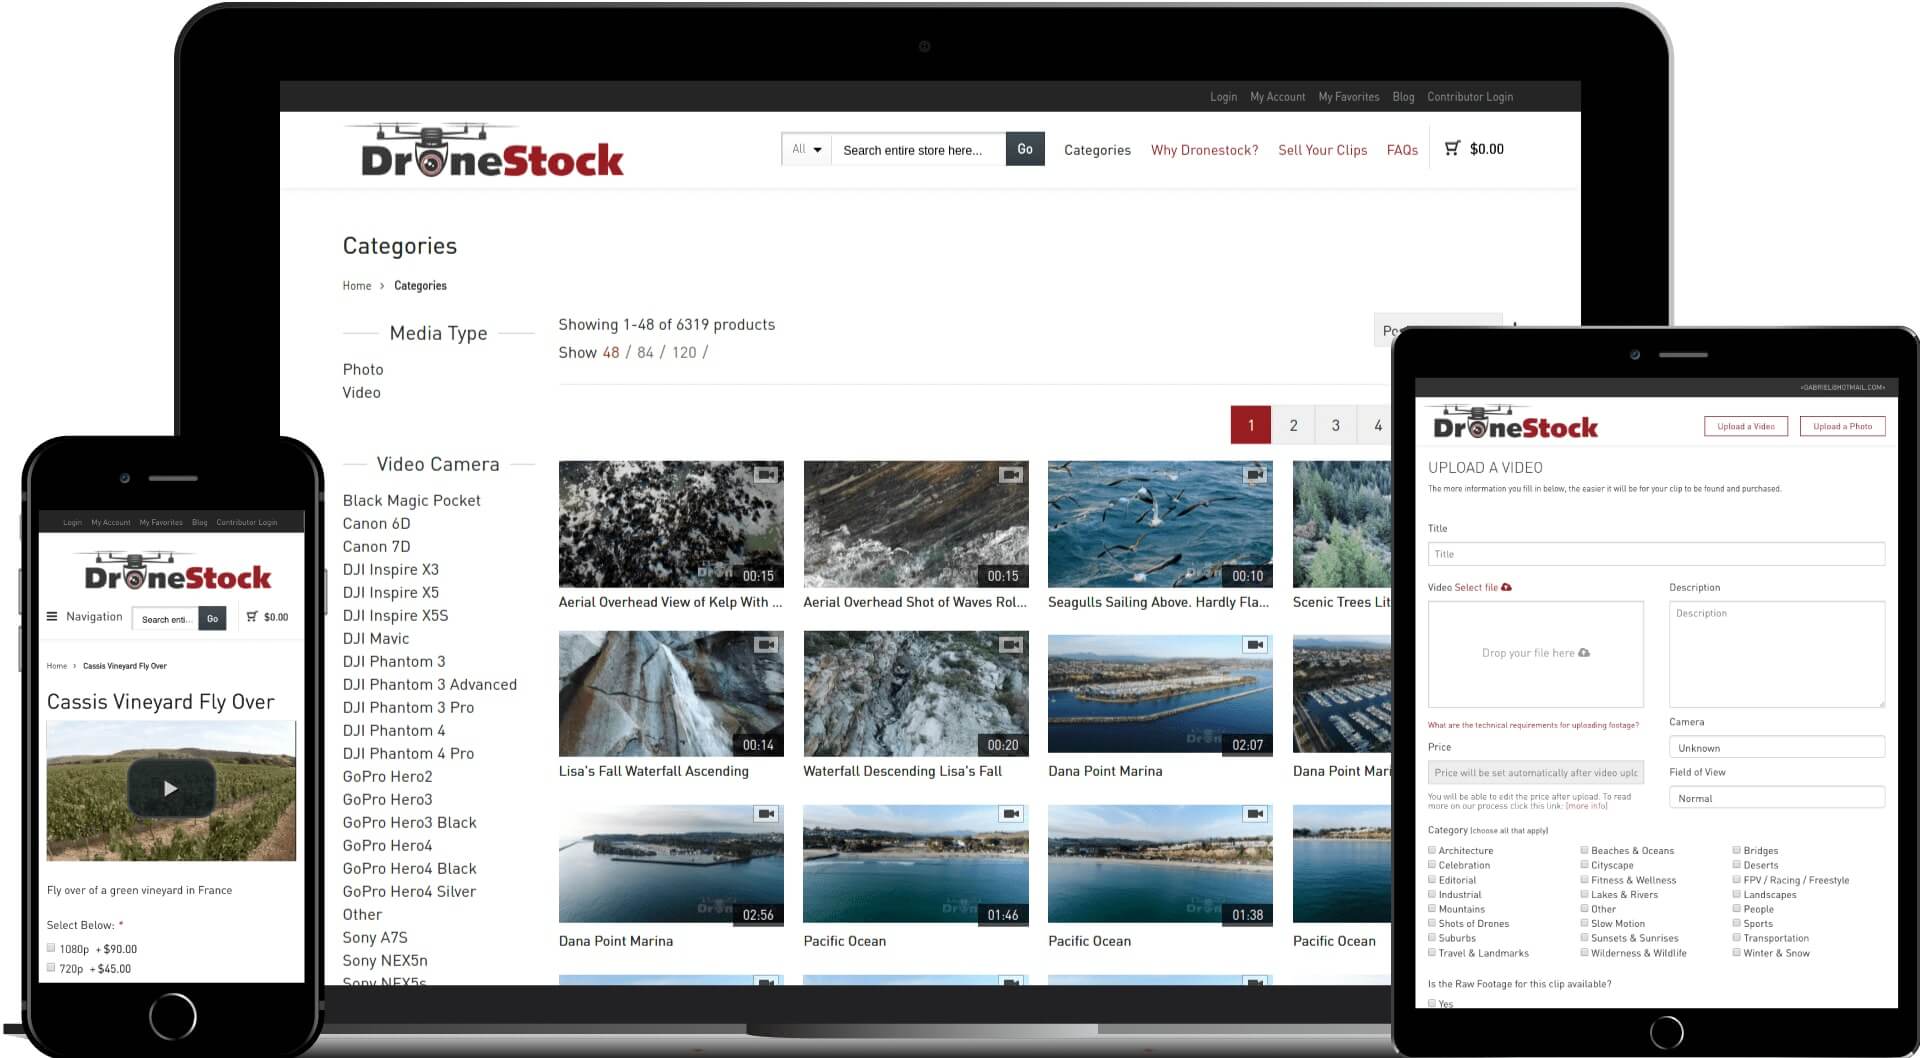 Login My Account My Favorites Blog Contributor Login
DroneStock
All Search entire store here... Go Categories Why Dronestock? Sell Your Clips FAQs $0.00
Categories
Home > Categories
Media Type
Photo
Video
Video Camera
Black Magic Pocket
Canon 6D
Canon 7D
DJI Inspire X3
DJI Inspire X5
DJI Inspire X5S
DJI Mavic
DJI Phantom 3
DJI Phantom 3 Advanced
DJI Phantom 3 Pro
DJI Phantom 4
DJI Phantom 4 Pro
GoPro Hero2
GoPro Hero3
GoPro Hero3 Black
GoPro Hero4
GoPro Hero4 Black
GoPro Hero4 Silver
Other
Sony A7S
Sony NEX5n
Sony NEX5s
Showing 1-48 of 6319 products
Show 48 / 84 / 120 /
Po
1 2 3 4
00:15 00:15 00:10
Aerial Overhead View of Kelp With ... Aerial Overhead Shot of Waves Rol... Seagulls Sailing Above. Hardly Fla... Scenic Trees Lit
00:14 00:20 02:07
Lisa's Fall Waterfall Ascending Waterfall Descending Lisa's Fall Dana Point Marina Dana Point Mari
02:56 01:46 01:38
Dana Point Marina Pacific Ocean Pacific Ocean Pacific Ocean
Login My Account My Favorites Blog Contributor Login
DroneStock
Navigation Search enti... Go $0.00
Home > Cassis Vineyard Fly Over
Cassis Vineyard Fly Over
Fly over of a green vineyard in France
Select Below: *
1080p + $90.00
720p + $45.00
DroneStock
Upload a Video Upload a Photo
UPLOAD A VIDEO
The more information you fill in below, the easier it will be for your clip to be found and purchased.
Title
Title
Video Select file
Drop your file here
What are the technical requirements for uploading footage?
Price
Price will be set automatically after video uplo
You will be able to edit the price after upload. To read
more on our process click this link: [more info]
Description
Description
Camera
Unknown
Field of View
Normal
Category (choose all that apply)
Architecture Beaches & Oceans Bridges
Celebration Cityscape Deserts
Editorial Fitness & Wellness FPV / Racing / Freestyle
Industrial Lakes & Rivers Landscapes
Mountains Other People
Shots of Drones Slow Motion Sports
Suburbs Sunsets & Sunrises Transportation
Travel & Landmarks Wilderness & Wildlife Winter & Snow
Is the Raw Footage for this clip available?
Yes